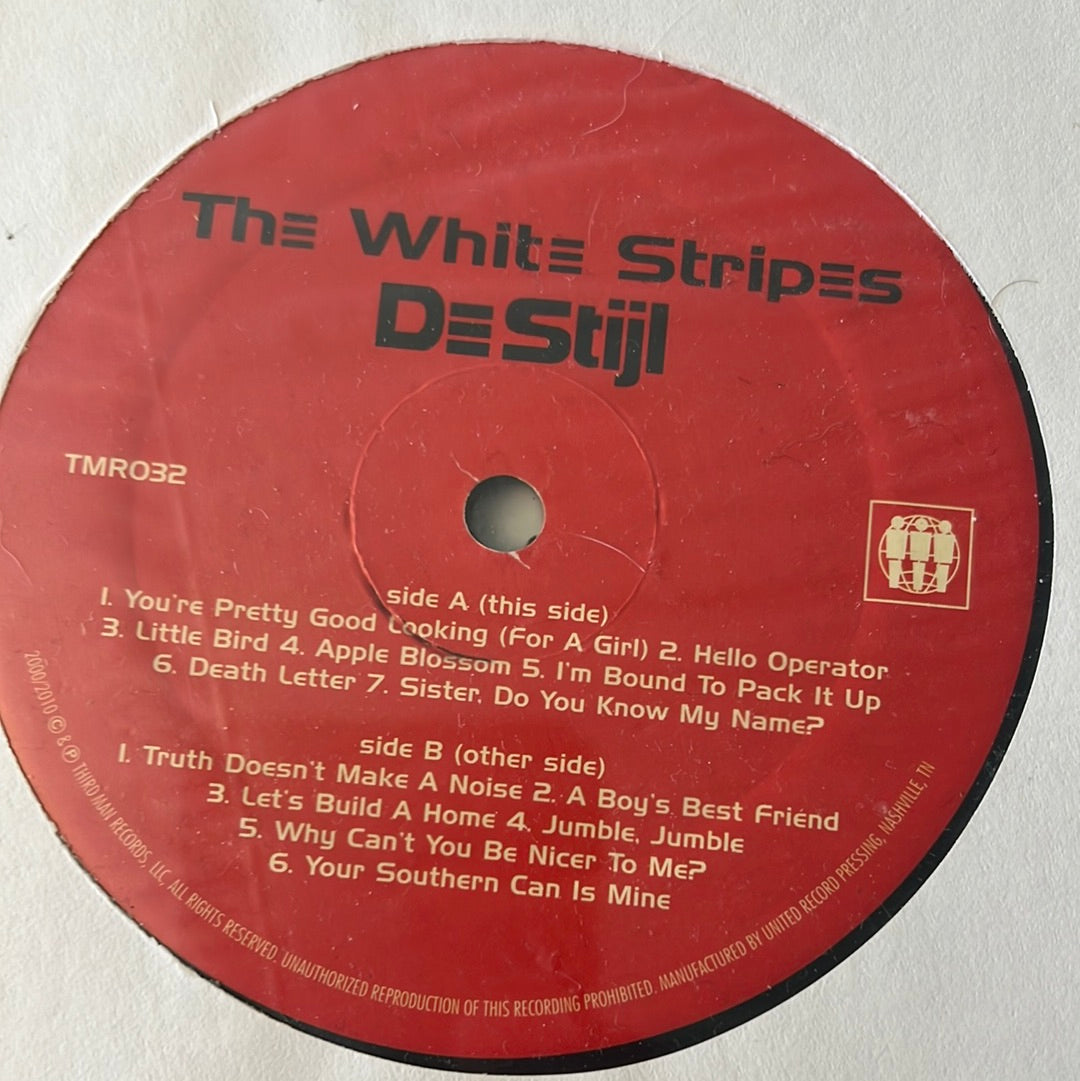 The White Stripes
De Stijl
TMR032
side A (this side)
1. You're Pretty Good Looking (For A Girl) 2. Hello Operator
3. Little Bird 4. Apple Blossom 5. I'm Bound To Pack It Up
6. Death Letter 7. Sister, Do You Know My Name?
side B (other side)
1. Truth Doesn't Make A Noise 2. A Boy's Best Friend
3. Let's Build A Home 4. Jumble, Jumble
5. Why Can't You Be Nicer To Me?
6. Your Southern Can Is Mine
2000/2010 © & ℗ THIRD MAN RECORDS, LLC, ALL RIGHTS RESERVED. UNAUTHORIZED REPRODUCTION OF THIS RECORDING PROHIBITED. MANUFACTURED BY UNITED RECORD PRESSING, NASHVILLE, TN